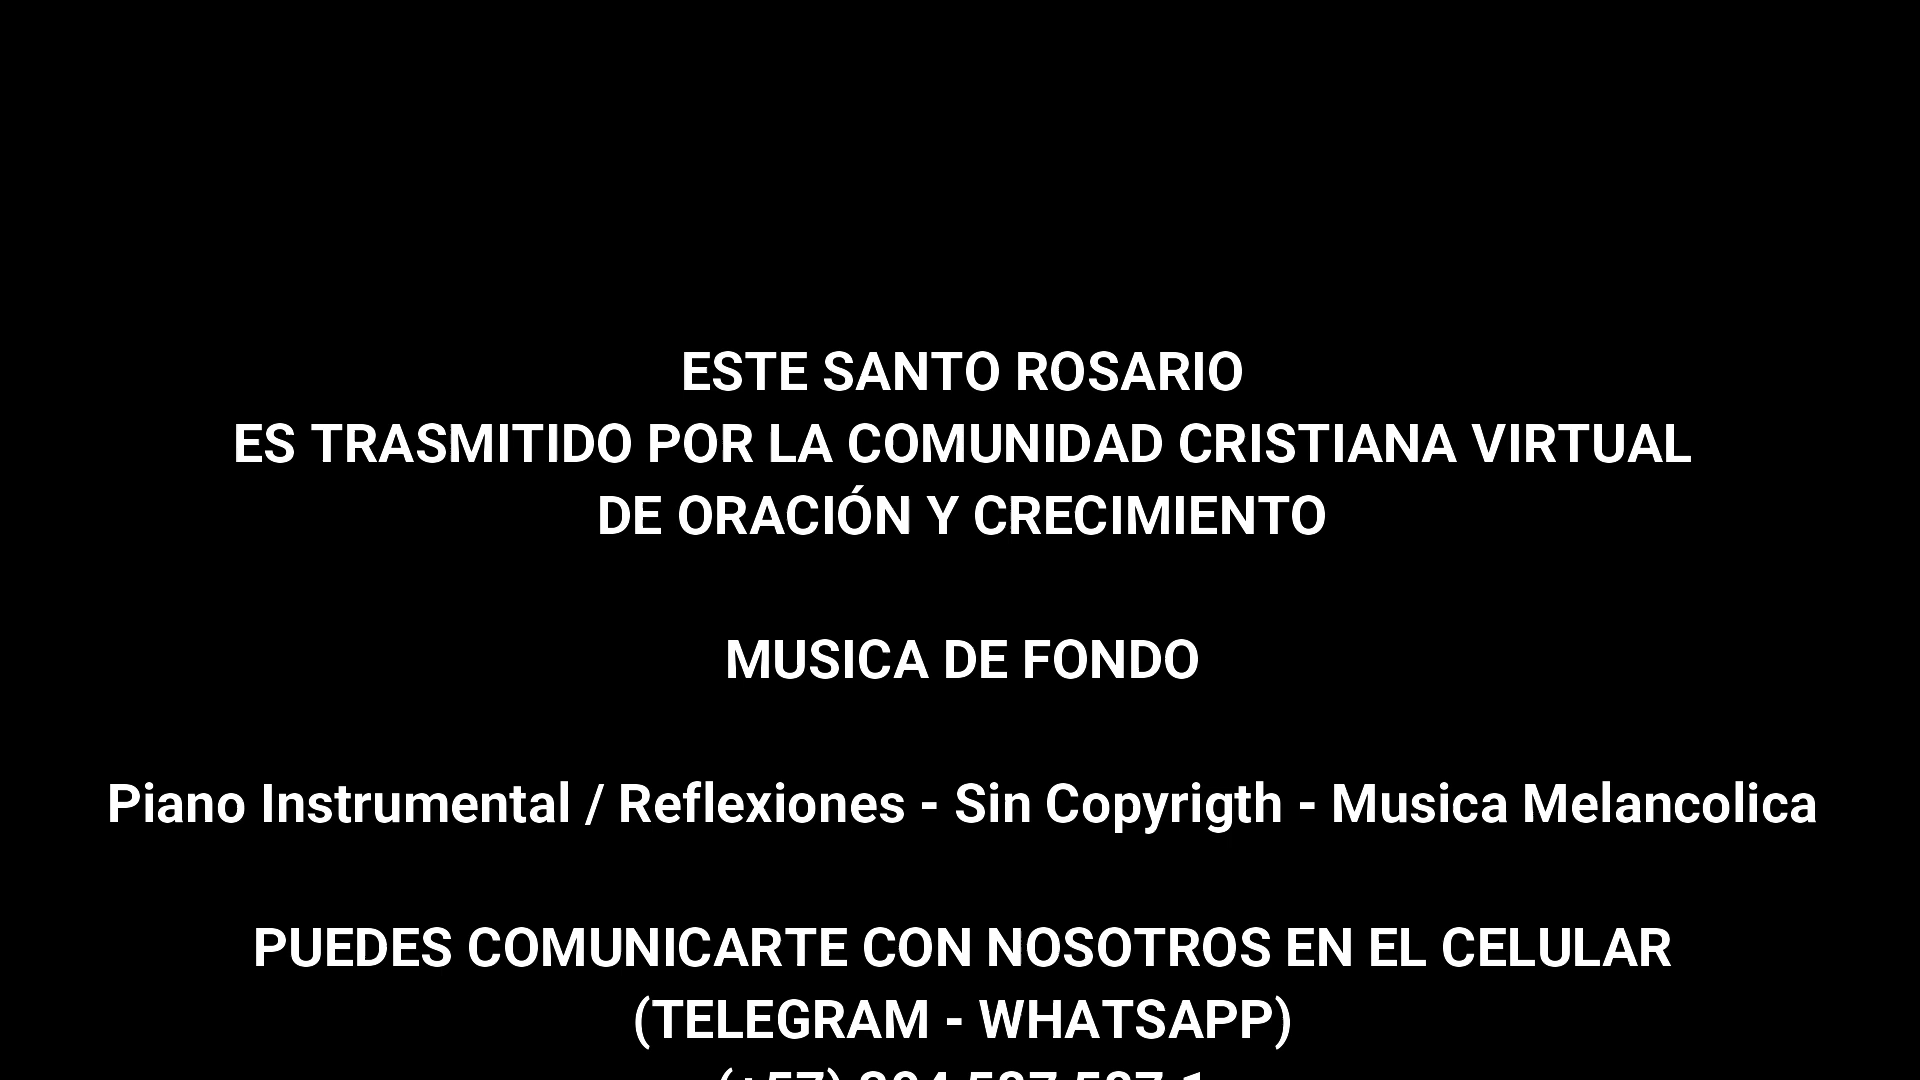 ESTE SANTO ROSARIO
ES TRASMITIDO POR LA COMUNIDAD CRISTIANA VIRTUAL
DE ORACIÓN Y CRECIMIENTO
MUSICA DE FONDO
Piano Instrumental / Reflexiones - Sin Copyrigth - Musica Melancolica
PUEDES COMUNICARTE CON NOSOTROS EN EL CELULAR
(TELEGRAM - WHATSAPP)